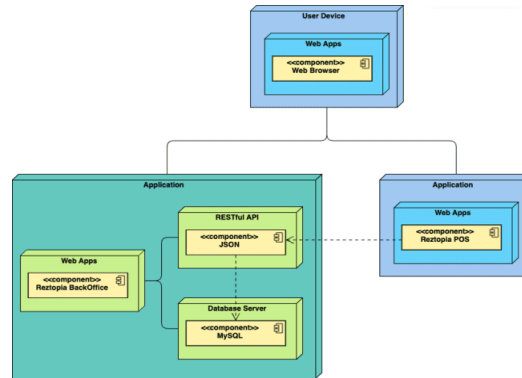 User Device
Web Apps
<<component>>
Web Browser
Application
RESTful API
<<component>>
JSON
Web Apps
<<component>>
Reztopia BackOffice
Database Server
<<component>>
MySQL
Application
Web Apps
<<component>>
Reztopia POS